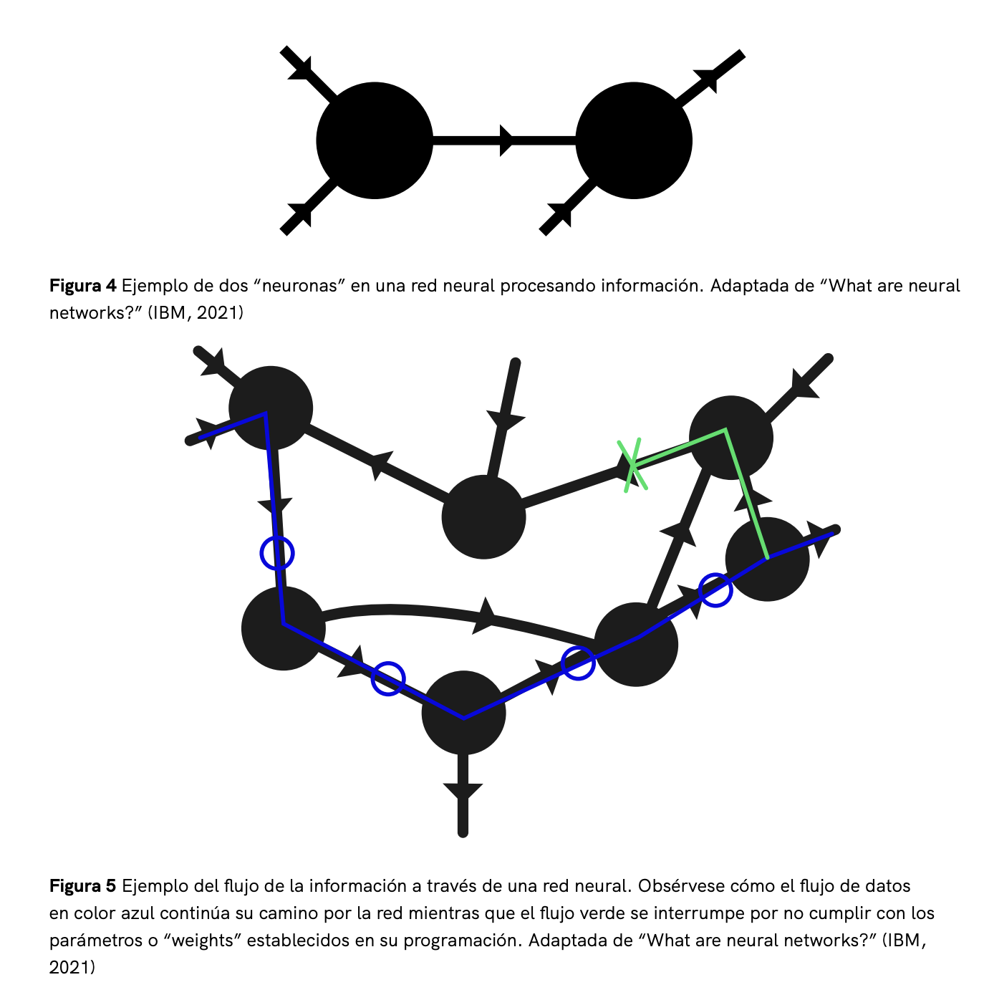 Figura 4 Ejemplo de dos “neuronas” en una red neural procesando información. Adaptada de “What are neural
networks?” (IBM, 2021)
Figura 5 Ejemplo del flujo de la información a través de una red neural. Obsérvese cómo el flujo de datos
en color azul continúa su camino por la red mientras que el flujo verde se interrumpe por no cumplir con los
parámetros o “weights” establecidos en su programación. Adaptada de “What are neural networks?” (IBM,
2021)